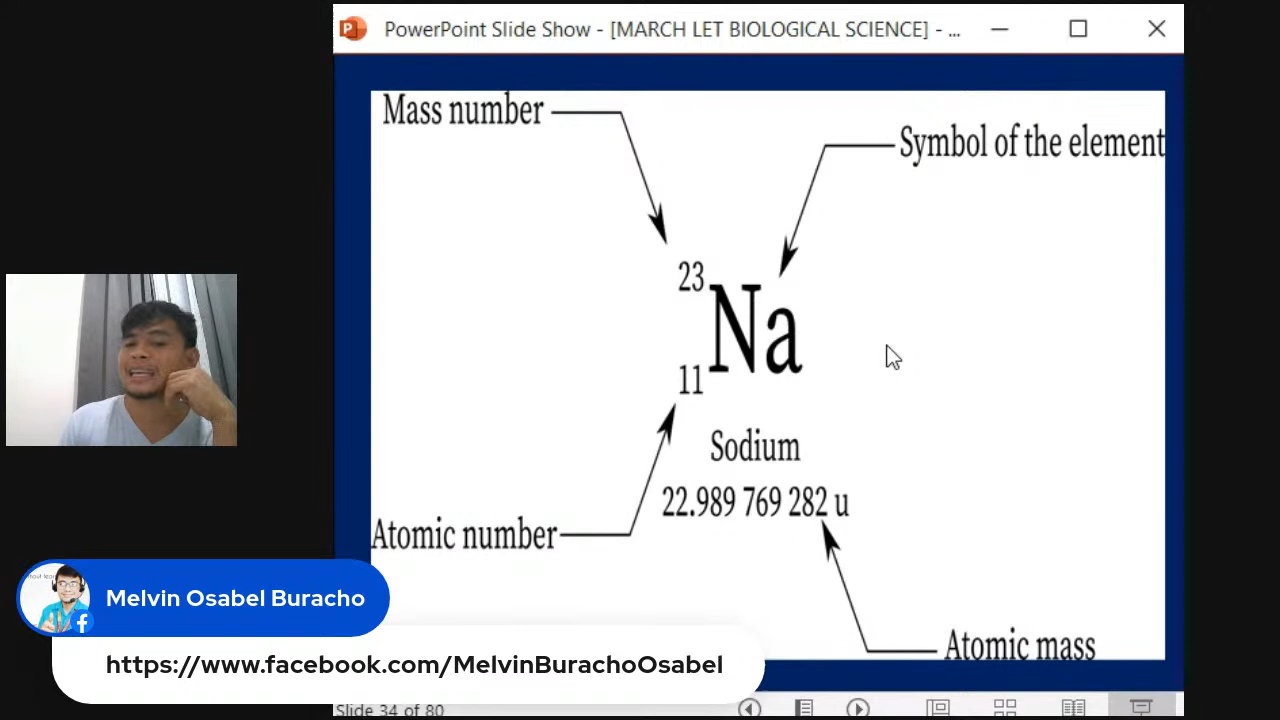 PowerPoint Slide Show - [MARCH LET BIOLOGICAL SCIENCE] - ...
Mass number
Symbol of the element
23
Na
11
Sodium
22.989 769 282 u
Atomic number
Atomic mass
Melvin Osabel Buracho
https://www.facebook.com/MelvinBurachoOsabel
Slide 34 of 80